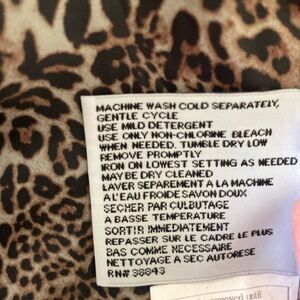 MACHINE WASH COLD SEPARATELY,
GENTLE CYCLE
USE MILD DETERGENT
USE ONLY NON-CHLORINE BLEACH
WHEN NEEDED. TUMBLE DRY LOW
REMOVE PROMPTLY
IRON ON LOWEST SETTING AS NEEDED
MAY BE DRY CLEANED
LAVER SEPAREMENT A LA MACHINE
A L'EAU FROIDE SAVON DOUX
SECHER PAR CULBUTAGE
A BASSE TEMPERATURE
SORTIR IMMEDIATEMENT
REPASSER SUR LE CADRE LE PLUS
BAS COMME NECESSAIRE
NETTOYAGE A SEC AUTORESE
RN# 38043
removed until